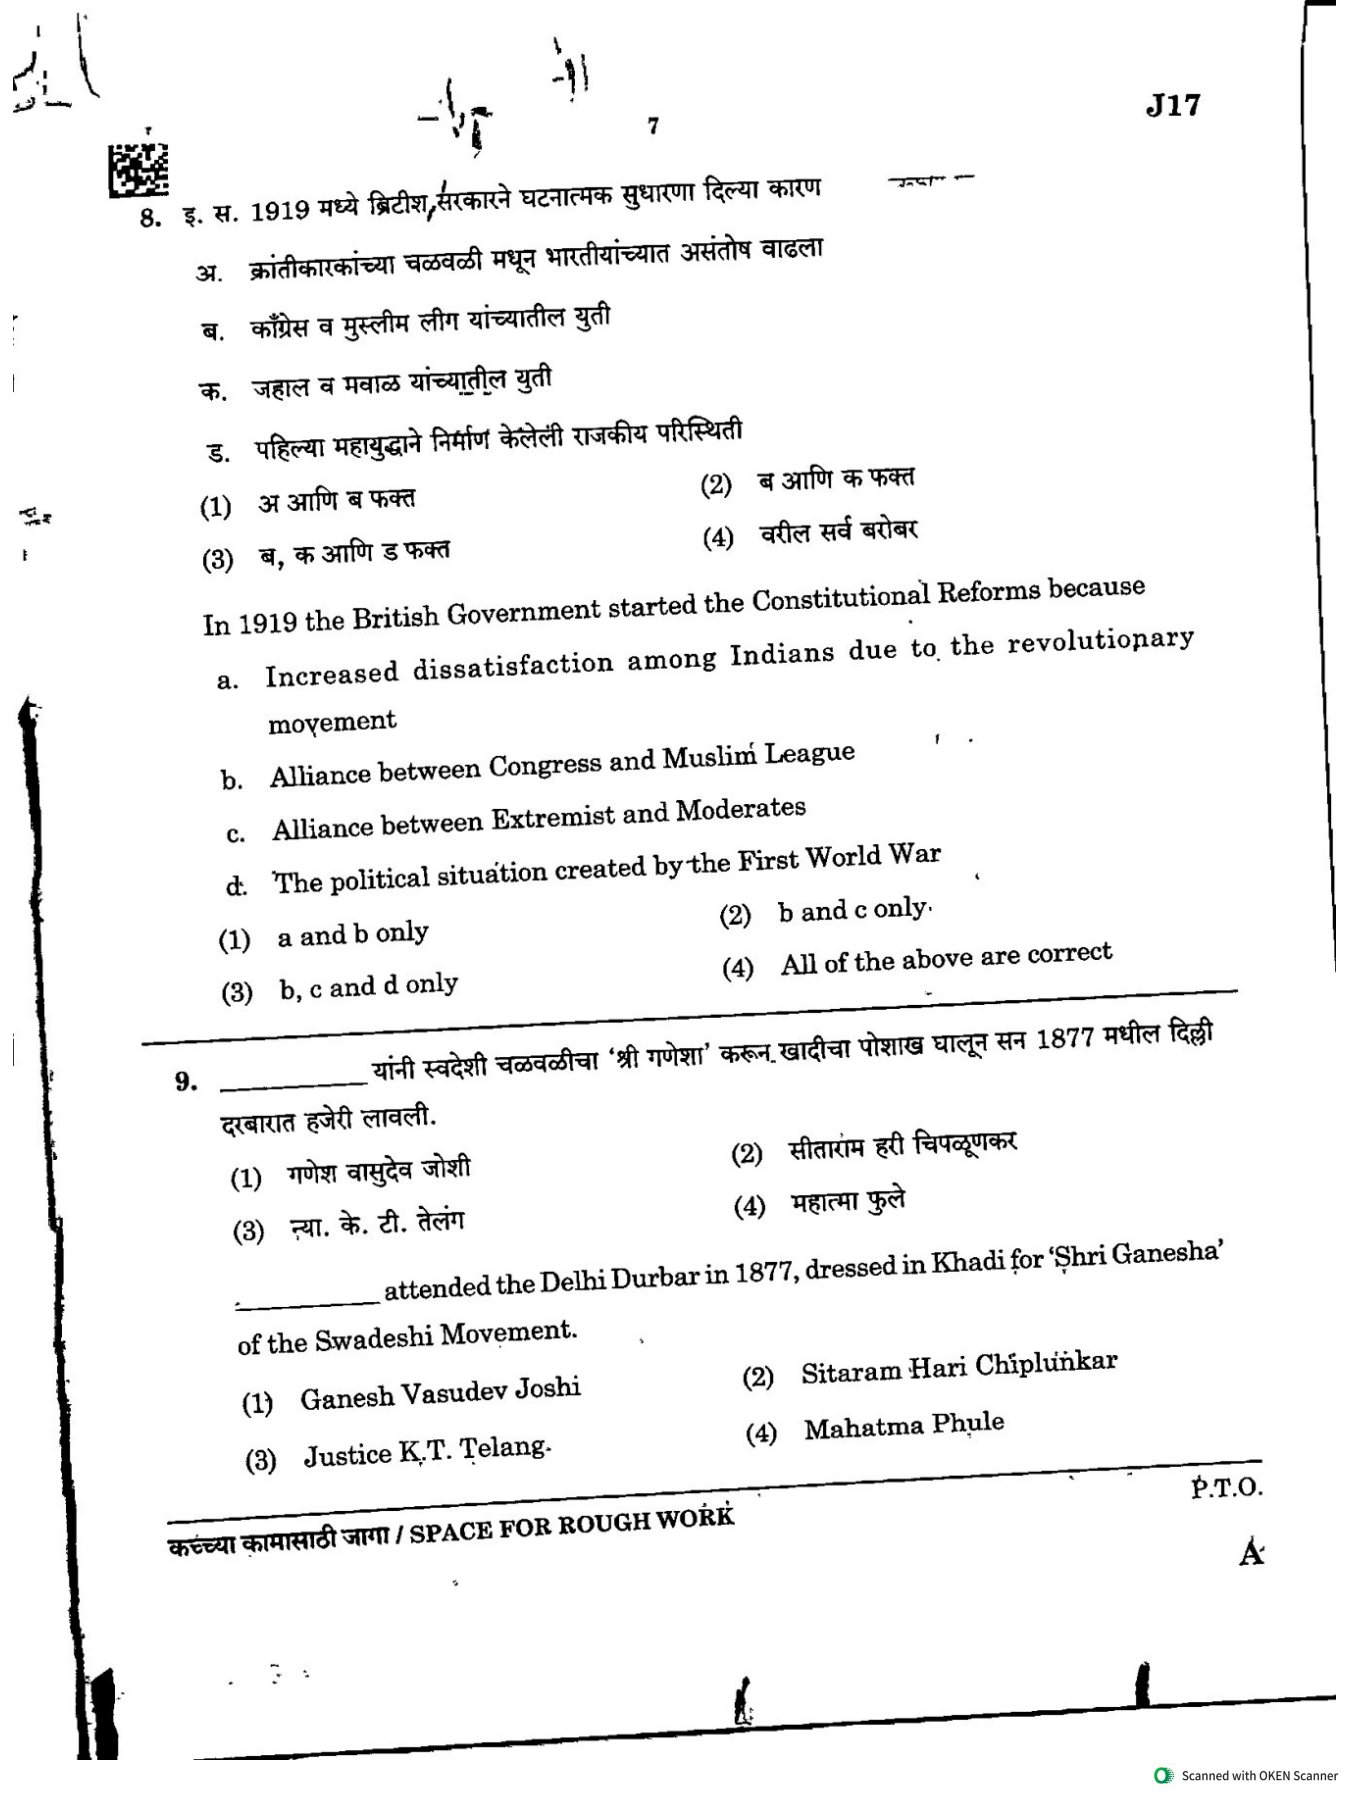 J17
7
8. इ. स. 1919 मध्ये ब्रिटीश सरकारने घटनात्मक सुधारणा दिल्या कारण
अ. क्रांतीकारकांच्या चळवळी मधून भारतीयांच्यात असंतोष वाढला
ब. काँग्रेस व मुस्लीम लीग यांच्यातील युती
क. जहाल व मवाळ यांच्यातील युती
ड. पहिल्या महायुद्धाने निर्माण केलेली राजकीय परिस्थिती
(1) अ आणि ब फक्त (2) ब आणि क फक्त
(3) ब, क आणि ड फक्त (4) वरील सर्व बरोबर
In 1919 the British Government started the Constitutional Reforms because
a. Increased dissatisfaction among Indians due to the revolutionary
movement
b. Alliance between Congress and Muslim League
c. Alliance between Extremist and Moderates
d. The political situation created by the First World War
(1) a and b only (2) b and c only.
(3) b, c and d only (4) All of the above are correct
9. __________ यांनी स्वदेशी चळवळीचा ‘श्री गणेशा’ करून खादीचा पोशाख घालून सन 1877 मधील दिल्ली
दरबारात हजेरी लावली.
(1) गणेश वासुदेव जोशी (2) सीताराम हरी चिपळूणकर
(3) न्या. के. टी. तेलंग (4) महात्मा फुले
__________ attended the Delhi Durbar in 1877, dressed in Khadi for ‘Shri Ganesha’
of the Swadeshi Movement.
(1) Ganesh Vasudev Joshi (2) Sitaram Hari Chiplunkar
(3) Justice K.T. Telang. (4) Mahatma Phule
कच्च्या कामासाठी जागा / SPACE FOR ROUGH WORK
P.T.O.
A
Scanned with OKEN Scanner